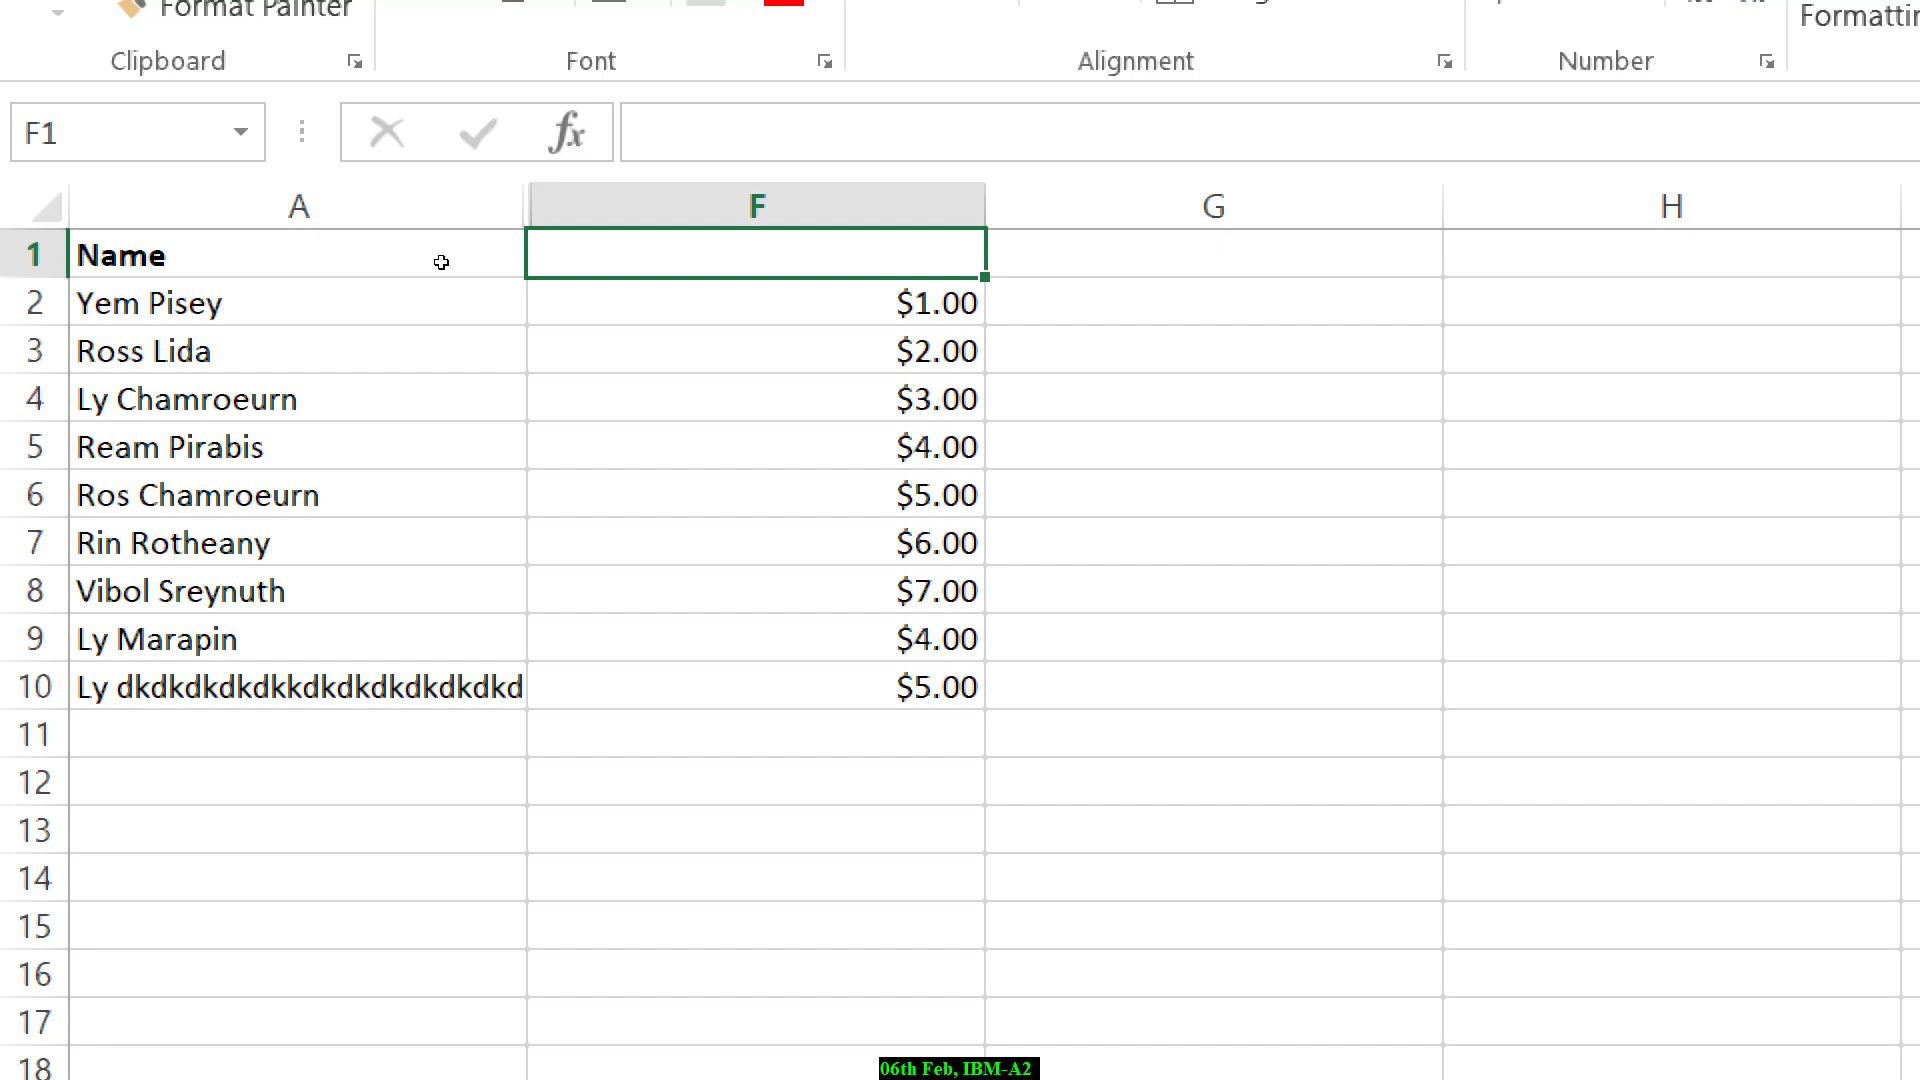 Format Painter
Formattin
Clipboard Font Alignment Number
F1 fx
A F G H
1 Name
2 Yem Pisey $1.00
3 Ross Lida $2.00
4 Ly Chamroeurn $3.00
5 Ream Pirabis $4.00
6 Ros Chamroeurn $5.00
7 Rin Rotheany $6.00
8 Vibol Sreynuth $7.00
9 Ly Marapin $4.00
10 Ly dkdkdkdkdkkdkdkdkdkdkdkd $5.00
11
12
13
14
15
16
17
18
06th Feb, IBM-A2